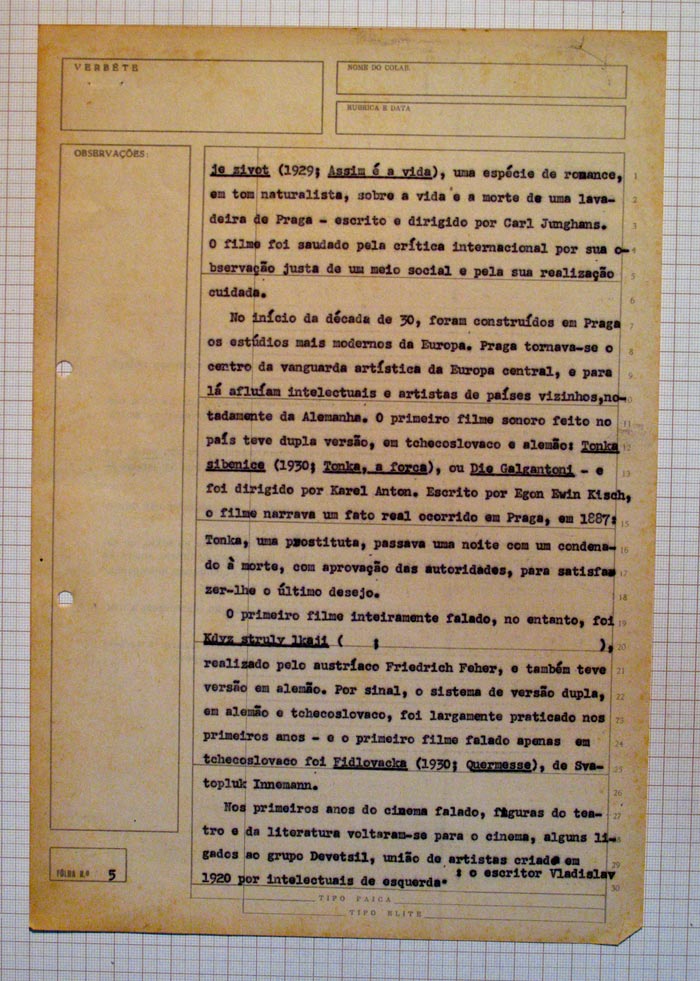 VERBÊTE
NOME DO COLAB.
RUBRICA E DATA
OBSERVAÇÕES:
je zivot (1929; Assim é a vida), uma espécie de romance,
em tom naturalista, sobre a vida e a morte de uma lava-
deira de Praga - escrito e dirigido por Carl Junghans.
O filme foi saudado pela crítica internacional por sua o-
bservação justa de um meio social e pela sua realização
cuidada.
No início da década de 30, foram construídos em Praga
os estúdios mais modernos da Europa. Praga tornava-se o
centro da vanguarda artística da Europa central, e para
lá afluíam intelectuais e artistas de países vizinhos,no-
tadamente da Alemanha. O primeiro filme sonoro feito no
país teve dupla versão, em tchecoslovaco e alemão: Tonka
sibenice (1930; Tonka, a forca), ou Die Galgantoni - e
foi dirigido por Karel Anton. Escrito por Egon Ewin Kisch,
o filme narrava um fato real ocorrido em Praga, em 1887:
Tonka, uma prostituta, passava uma noite com um condena-
do à morte, com aprovação das autoridades, para satisfa
zer-lhe o último desejo.
O primeiro filme inteiramente falado, no entanto, foi
Kdyz struly lkaji ( ; ),
realizado pelo austríaco Friedrich Feher, e também teve
versão em alemão. Por sinal, o sistema de versão dupla,
em alemão e tchecoslovaco, foi largamente praticado nos
primeiros anos - e o primeiro filme falado apenas em
tchecoslovaco foi Fidlovacka (1930; Quermesse), de Sva-
topluk Innemann.
Nos primeiros anos do cinema falado, figuras do tea-
tro e da literatura voltaram-se para o cinema, alguns li-
gados ao grupo Devetsil, união de artistas criada em
1920 por intelectuais de esquerda. : o escritor Vladislav
FÔLHA N.º 5
TIPO PAICA
TIPO ELITE